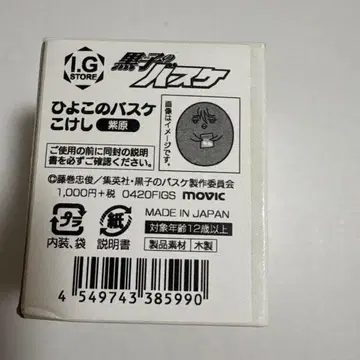 I.G
STORE
黒子のバスケ
ひよこのバスケ
こけし 紫原
画像は
イメージです。
ご使用の前に同封の説明
書を必ずご確認ください。
©藤巻忠俊/集英社・黒子のバスケ製作委員会
1,000円+税 0420FIGS movic
プラ 紙
MADE IN JAPAN
対象年齢12歳以上
内装、袋 説明書
製品素材 木製
4 549743 385990